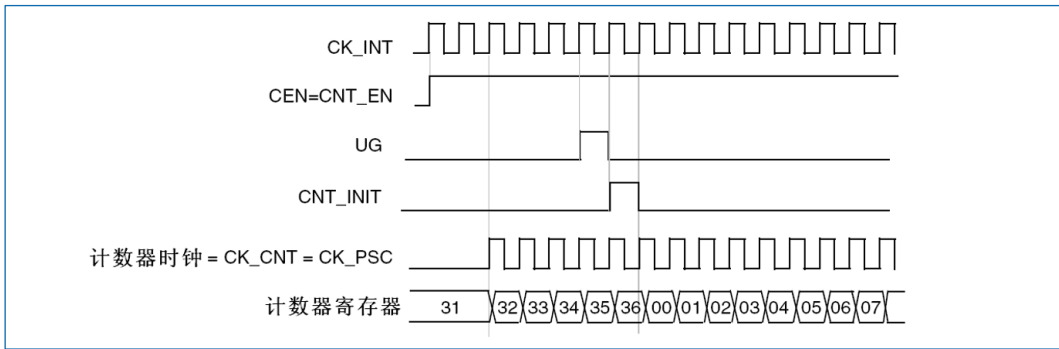 CK_INT
CEN=CNT_EN
UG
CNT_INIT
计数器时钟 = CK_CNT = CK_PSC
计数器寄存器 31 32 33 34 35 36 00 01 02 03 04 05 06 07